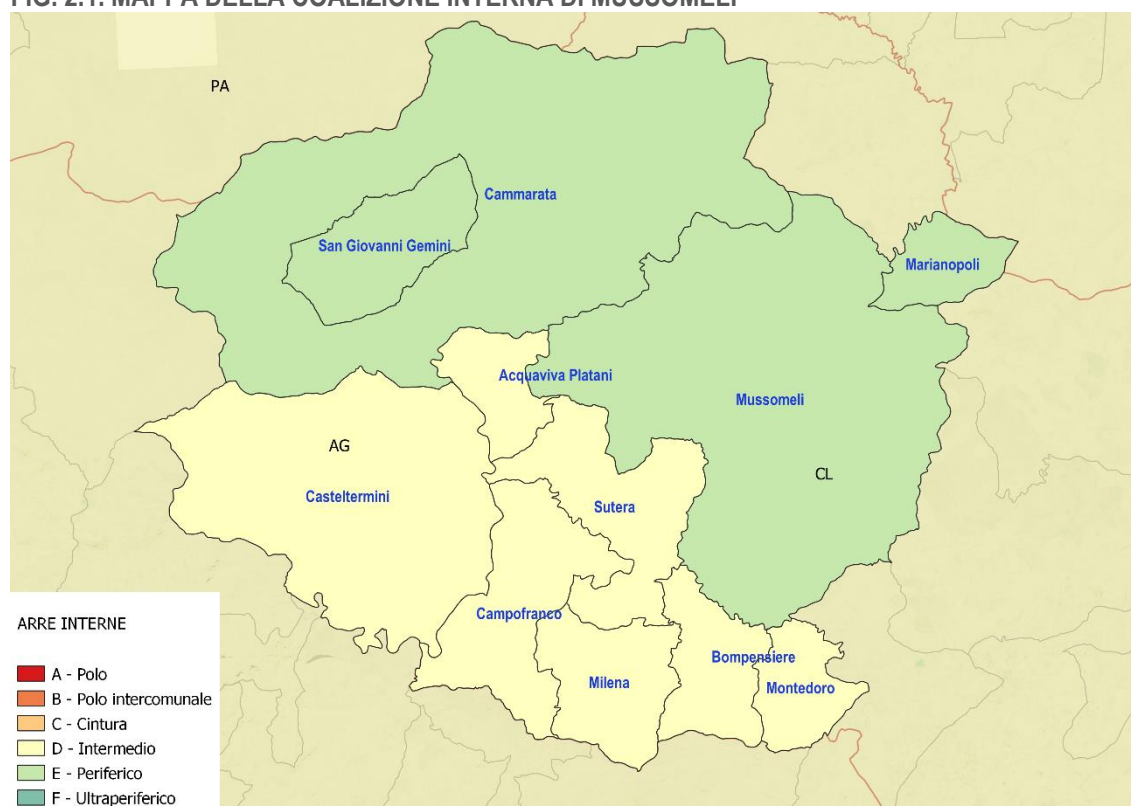 FIG. 2.1: MAPPA DELLA COALIZIONE INTERNA DI MUSSOMELI
PA
Cammarata
San Giovanni Gemini
Marianopoli
Acquaviva Platani
Mussomeli
AG
CL
Casteltermini
Sutera
Campofranco
Bompensiere
Milena
Montedoro
ARRE INTERNE
A - Polo
B - Polo intercomunale
C - Cintura
D - Intermedio
E - Periferico
F - Ultraperiferico